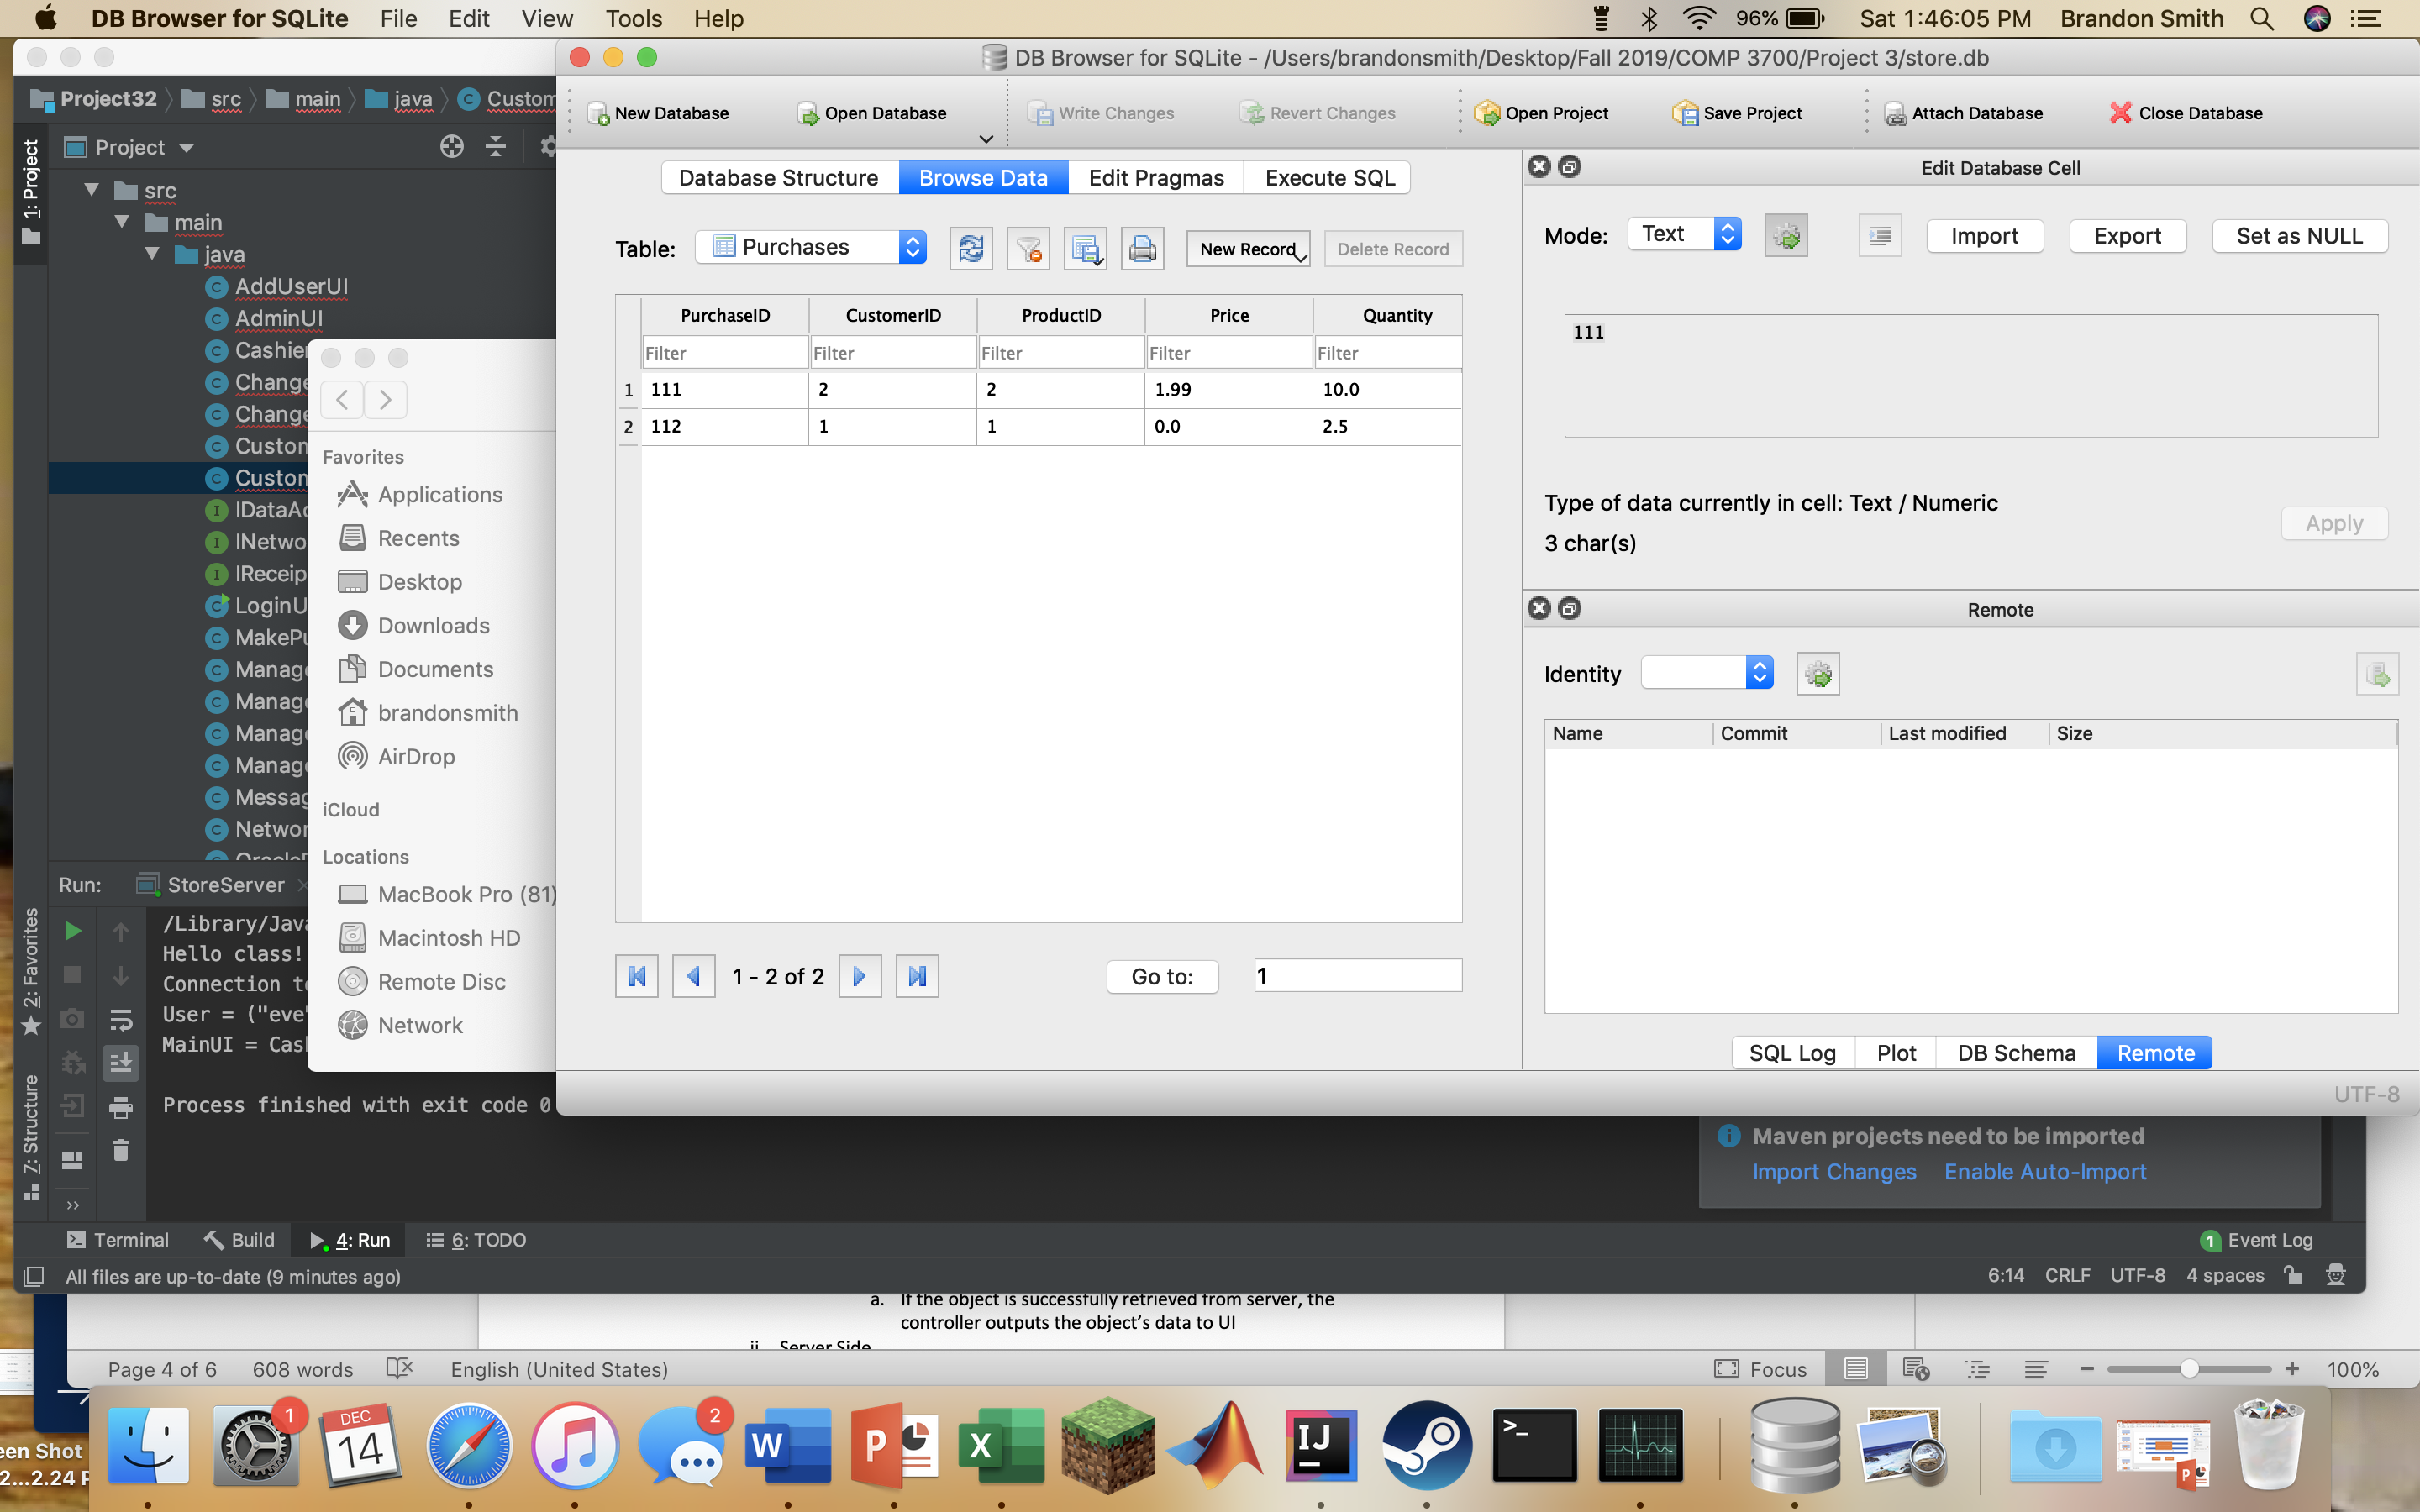 DB Browser for SQLite File Edit View Tools Help 96% Sat 1:46:05 PM Brandon Smith
DB Browser for SQLite - /Users/brandonsmith/Desktop/Fall 2019/COMP 3700/Project 3/store.db
Project32 src main java Custom
New Database Open Database Write Changes Revert Changes Open Project Save Project Attach Database Close Database
1: Project
Project
src
main
java
AddUserUI
AdminUI
Cashier
Change
Change
Custom
Custom
IDataAc
INetwo
IReceip
LoginU
MakePu
Manage
Manage
Manage
Manage
Messag
Networ
Favorites
Applications
Recents
Desktop
Downloads
Documents
brandonsmith
AirDrop
iCloud
Locations
MacBook Pro (81)
Macintosh HD
Remote Disc
Network
Database Structure Browse Data Edit Pragmas Execute SQL
Table: Purchases New Record Delete Record
PurchaseID CustomerID ProductID Price Quantity
Filter Filter Filter Filter Filter
1 111 2 2 1.99 10.0
2 112 1 1 0.0 2.5
1 - 2 of 2 Go to: 1
Edit Database Cell
Mode: Text Import Export Set as NULL
111
Type of data currently in cell: Text / Numeric
3 char(s)
Apply
Remote
Identity
Name Commit Last modified Size
SQL Log Plot DB Schema Remote
UTF-8
2: Favorites
7: Structure
Run: StoreServer
/Library/Java
Hello class!
Connection to
User = ("eve"
MainUI = Cas
Process finished with exit code 0
Maven projects need to be imported
Import Changes Enable Auto-Import
Terminal Build 4: Run 6: TODO 1 Event Log
All files are up-to-date (9 minutes ago) 6:14 CRLF UTF-8 4 spaces
a. If the object is successfully retrieved from server, the
controller outputs the object's data to UI
ii. Server Side
Page 4 of 6 608 words English (United States) Focus 100%
1
DEC
14
2
W
P
X
IJ
>_
P
een Shot
2...2.24 P